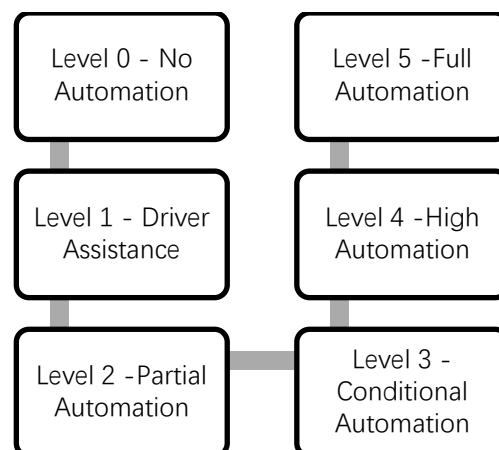 Level 0 - No
Automation
Level 1 - Driver
Assistance
Level 2 -Partial
Automation
Level 3 -
Conditional
Automation
Level 4 -High
Automation
Level 5 -Full
Automation